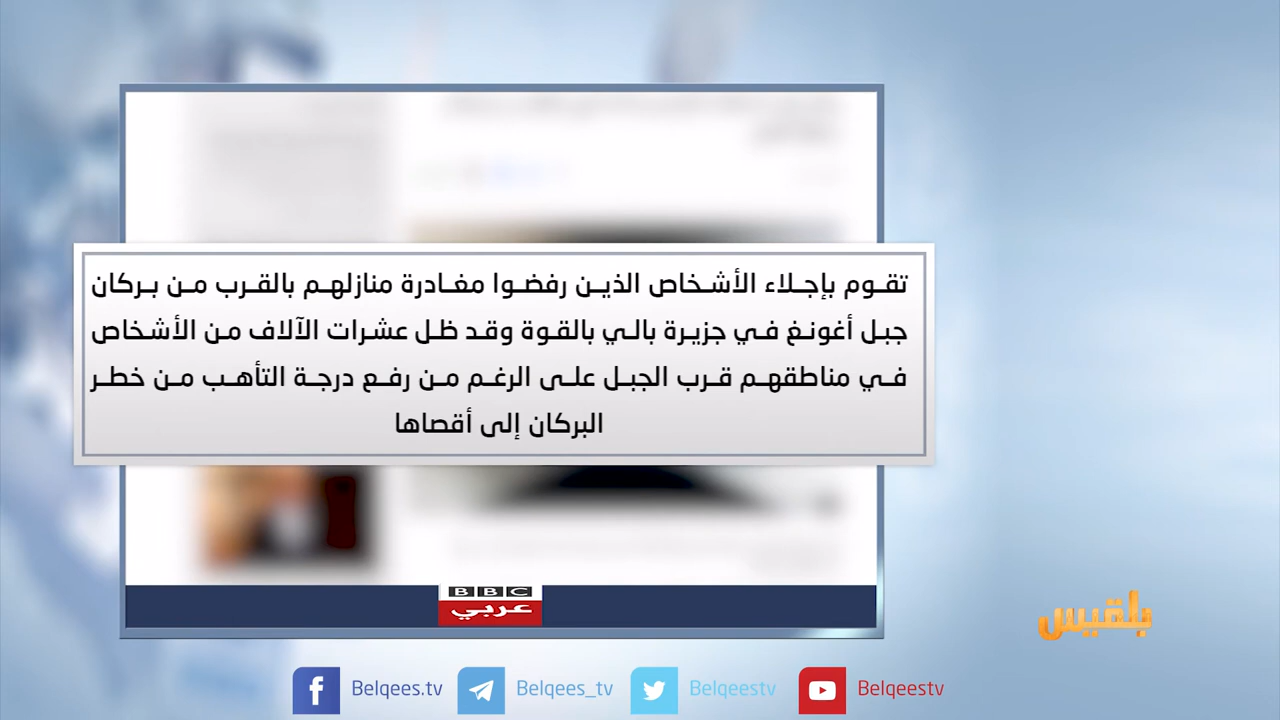 تقوم بإجلاء الأشخاص الذين رفضوا مغادرة منازلهم بالقرب من بركان
جبل أغونغ في جزيرة بالي بالقوة وقد ظل عشرات الآلاف من الأشخاص
في مناطقهم قرب الجبل على الرغم من رفع درجة التأهب من خطر
البركان إلى أقصاها
BBC
عربي
بلقيس
Belqees.tv
Belqees_tv
Belqeestv
Belqeestv